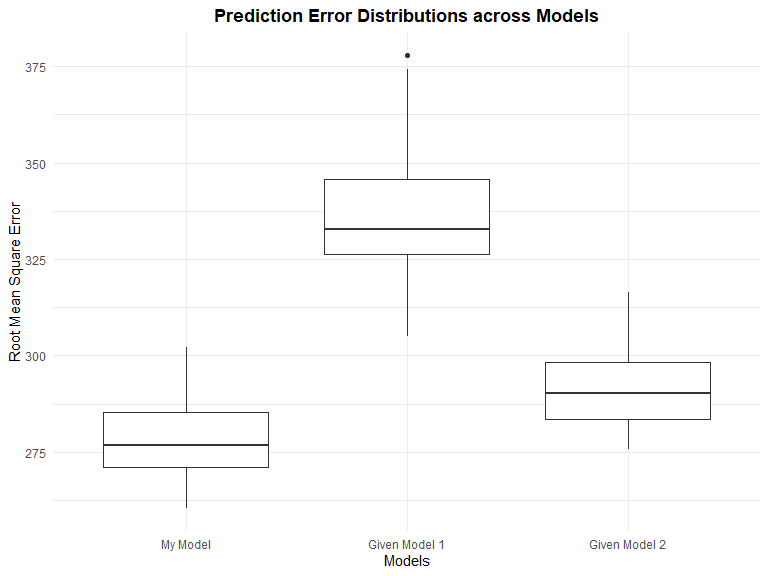 Prediction Error Distributions across Models
Root Mean Square Error
375
350
325
300
275
My Model
Given Model 1
Given Model 2
Models